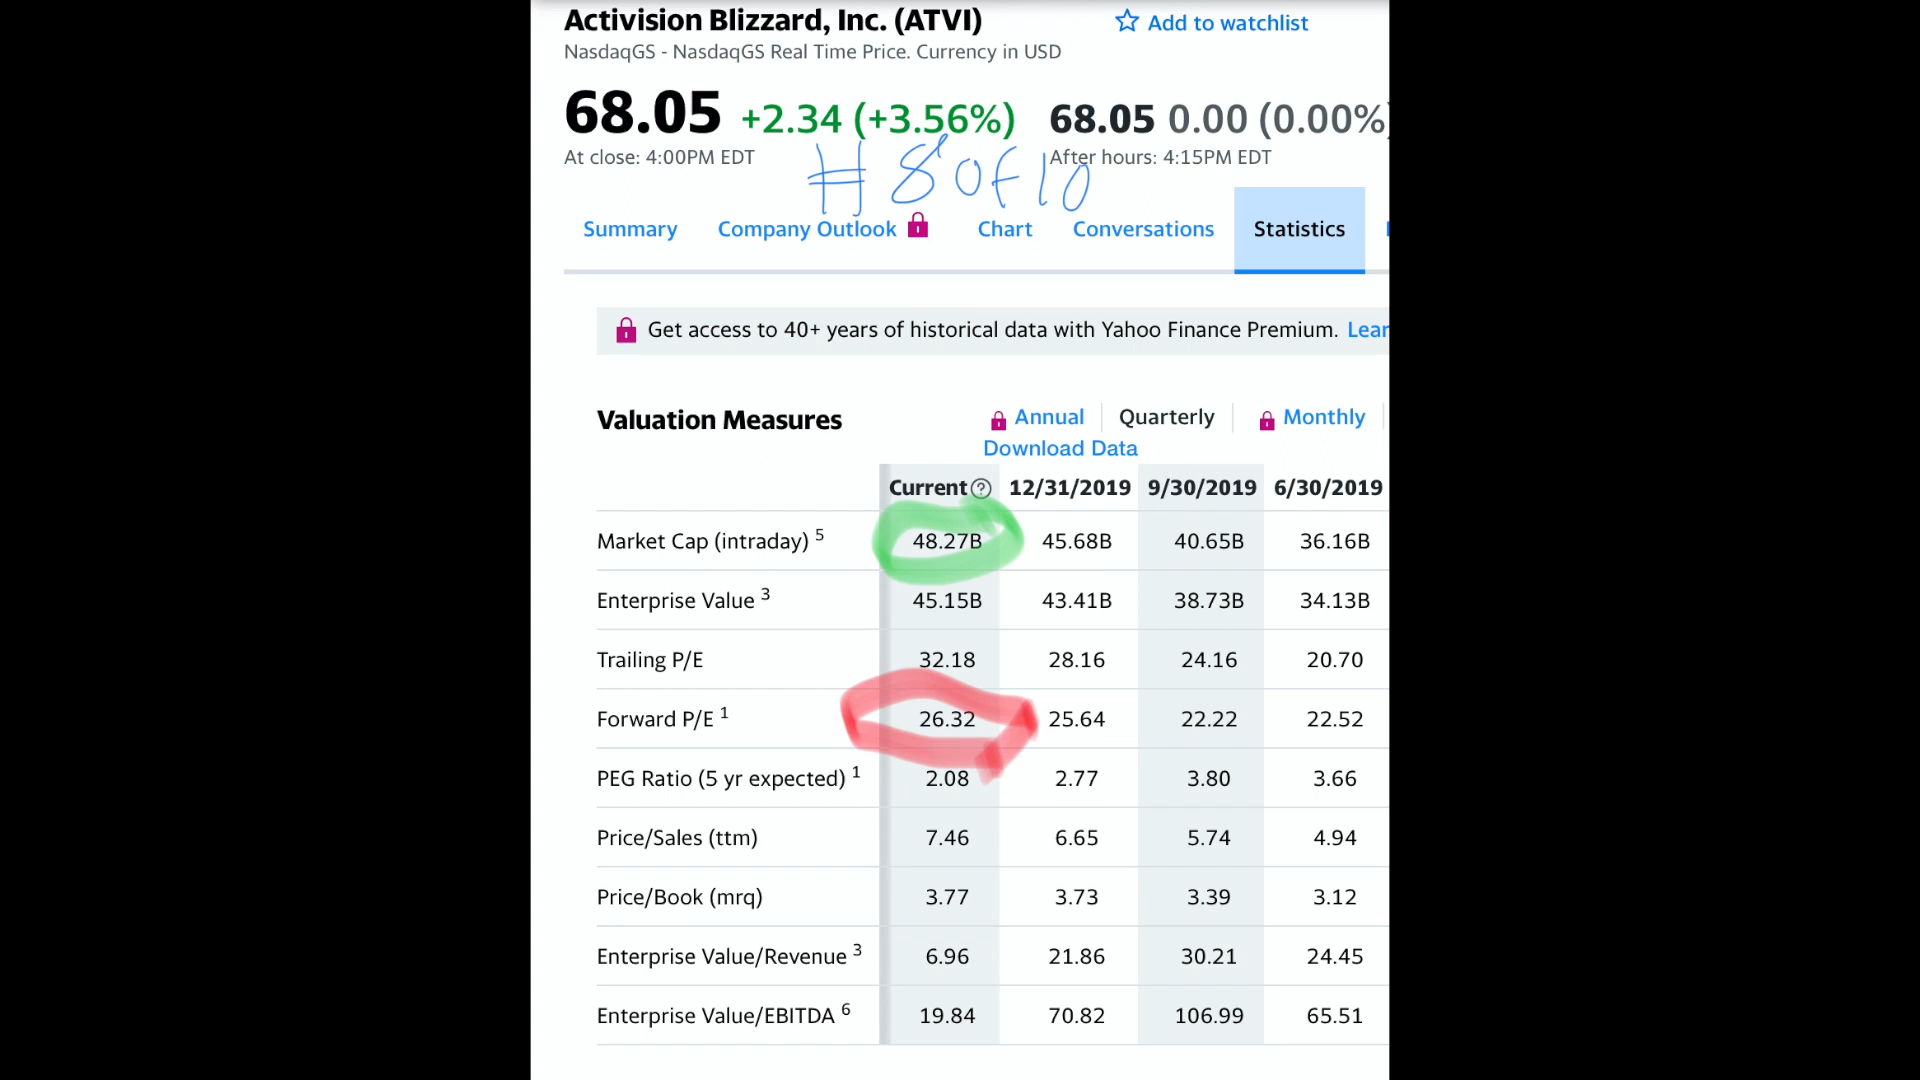 Activision Blizzard, Inc. (ATVI)
Add to watchlist
NasdaqGS - NasdaqGS Real Time Price. Currency in USD
68.05 +2.34 (+3.56%) 68.05 0.00 (0.00%)
At close: 4:00PM EDT After hours: 4:15PM EDT
# 8 of 10
Summary Company Outlook Chart Conversations Statistics
Get access to 40+ years of historical data with Yahoo Finance Premium. Lear
Valuation Measures
Annual Quarterly Monthly
Download Data
Current ? 12/31/2019 9/30/2019 6/30/2019
Market Cap (intraday) 5 48.27B 45.68B 40.65B 36.16B
Enterprise Value 3 45.15B 43.41B 38.73B 34.13B
Trailing P/E 32.18 28.16 24.16 20.70
Forward P/E 1 26.32 25.64 22.22 22.52
PEG Ratio (5 yr expected) 1 2.08 2.77 3.80 3.66
Price/Sales (ttm) 7.46 6.65 5.74 4.94
Price/Book (mrq) 3.77 3.73 3.39 3.12
Enterprise Value/Revenue 3 6.96 21.86 30.21 24.45
Enterprise Value/EBITDA 6 19.84 70.82 106.99 65.51